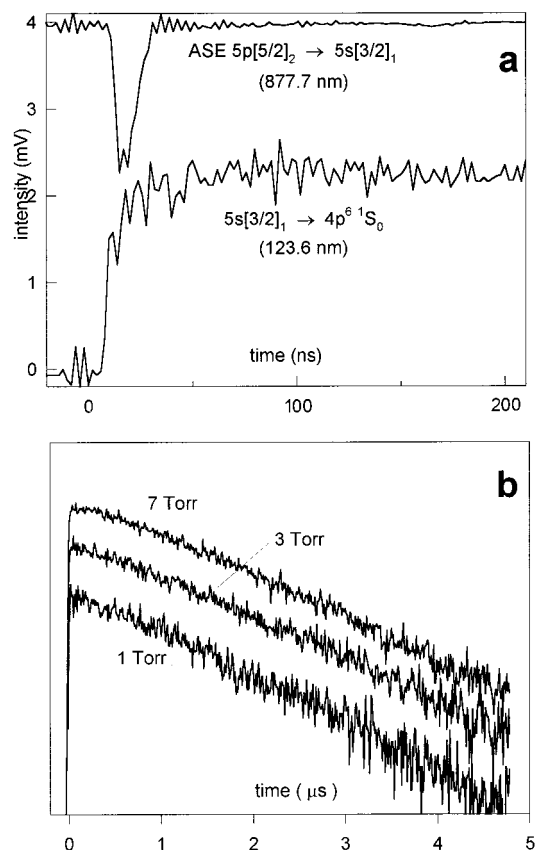 4
3
2
1
0
intensity (mV)
ASE 5p[5/2]₂ → 5s[3/2]₁
(877.7 nm)
a
5s[3/2]₁ → 4p⁶ ¹S₀
(123.6 nm)
time (ns)
0
100
200
b
7 Torr
3 Torr
1 Torr
time ( μs )
0
1
2
3
4
5